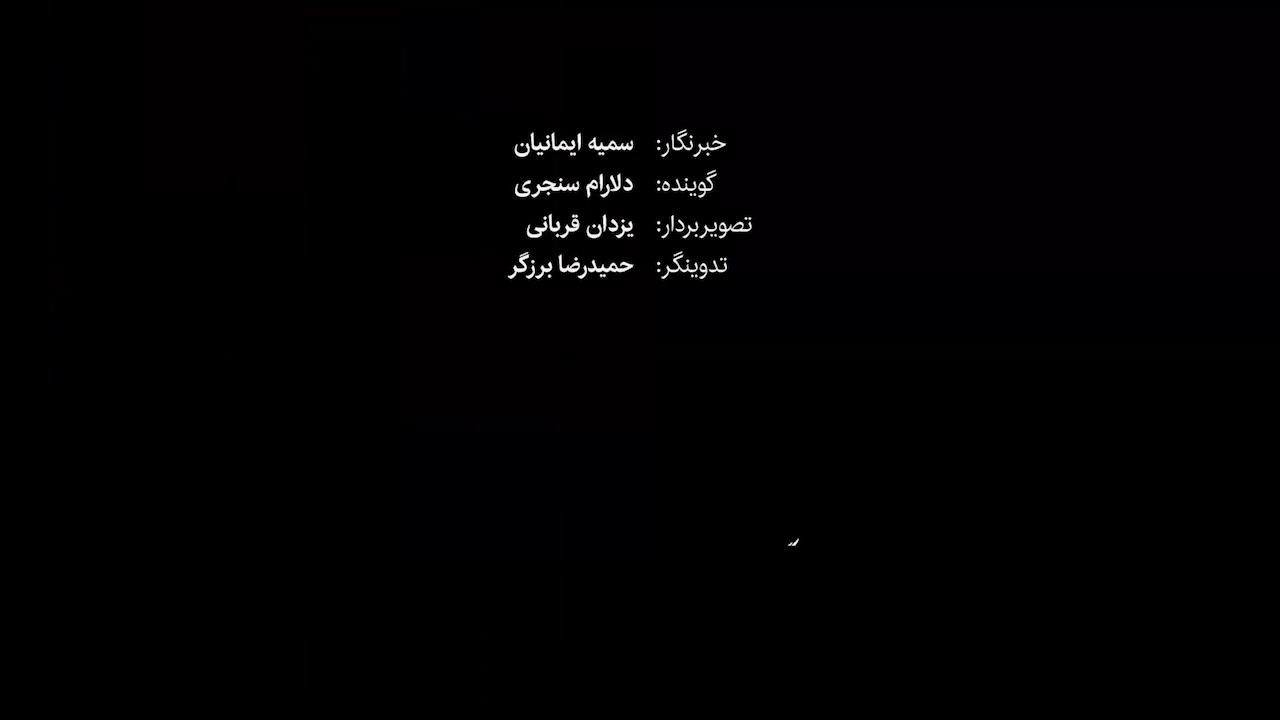 خبرنگار: سمیه ایمانیان
گوینده: دلارام سنجری
تصویربردار: یزدان قربانی
تدوینگر: حمیدرضا برزگر